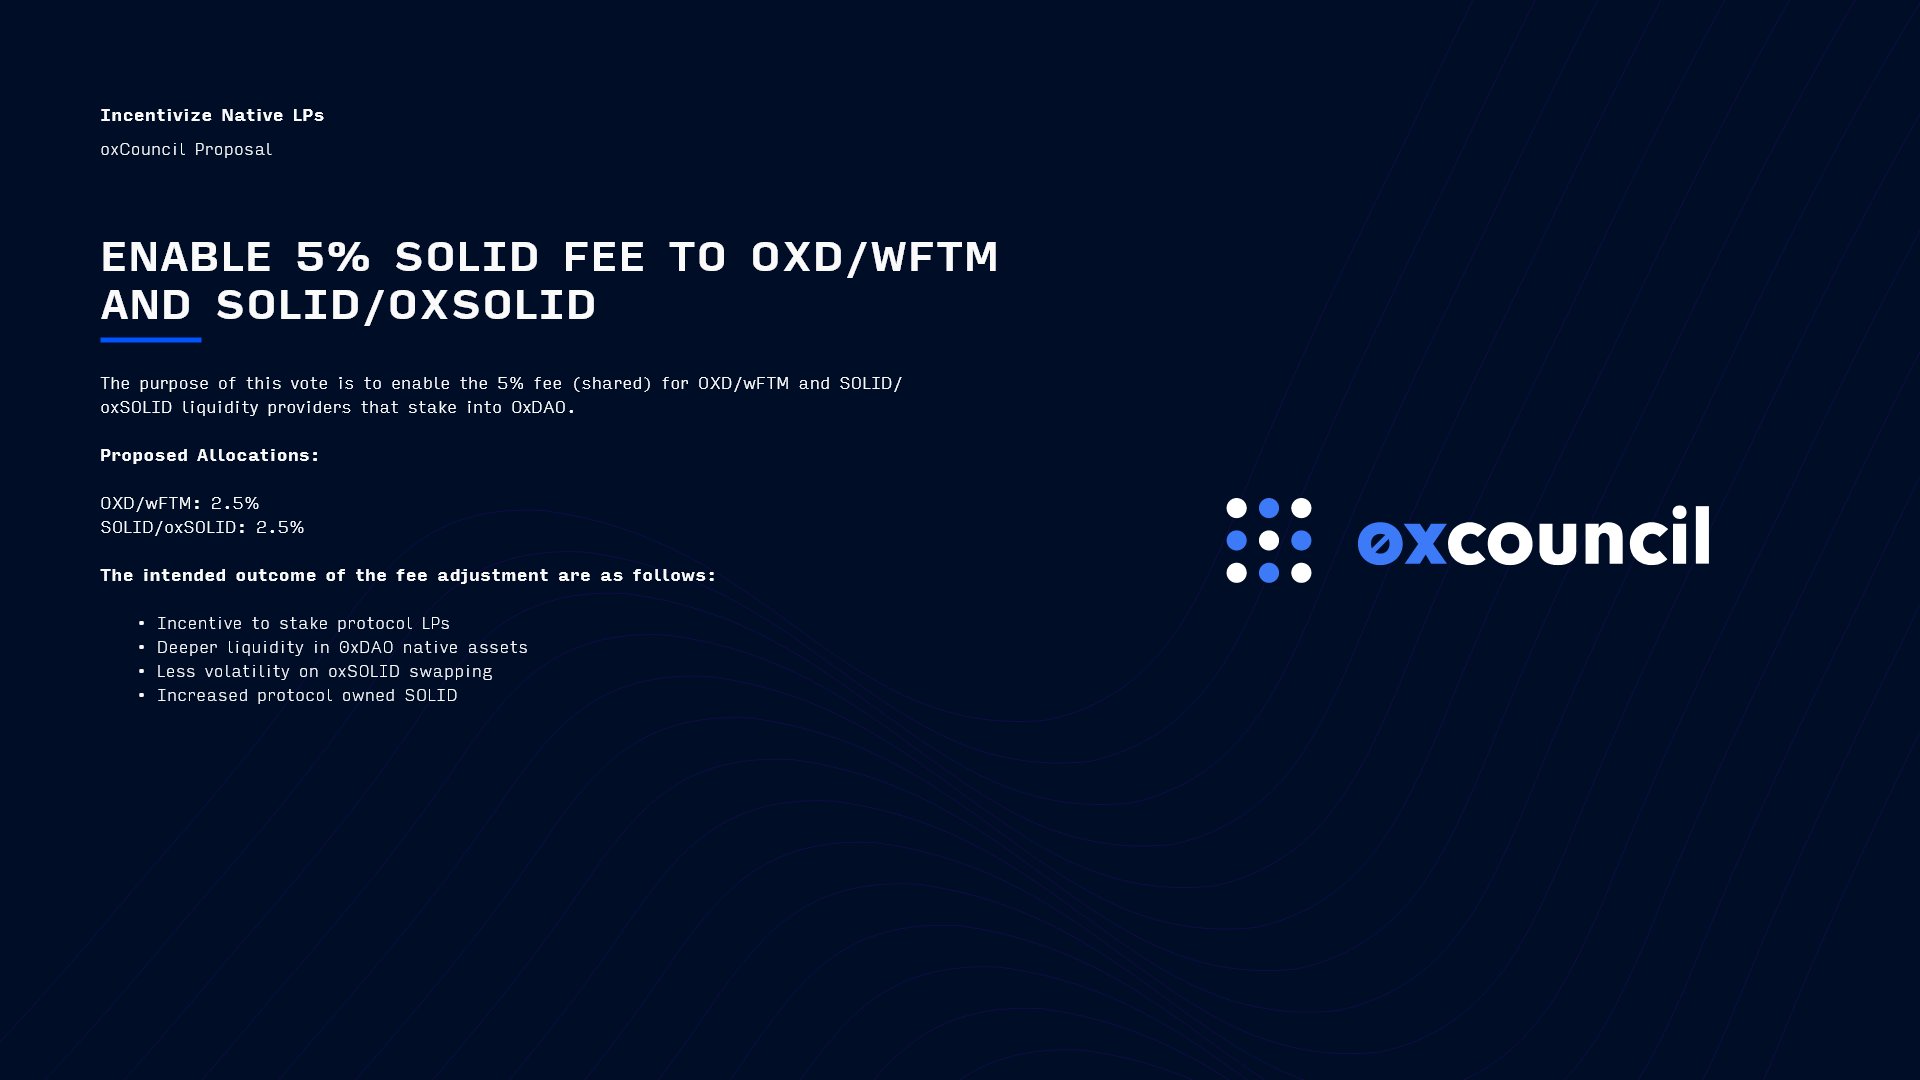 Incentivize Native LPs
oxCouncil Proposal
ENABLE 5% SOLID FEE TO OXD/WFTM
AND SOLID/OXSOLID
The purpose of this vote is to enable the 5% fee (shared) for OXD/wFTM and SOLID/
oxSOLID liquidity providers that stake into OxDAO.
Proposed Allocations:
OXD/wFTM: 2.5%
SOLID/oxSOLID: 2.5%
The intended outcome of the fee adjustment are as follows:
• Incentive to stake protocol LPs
• Deeper liquidity in 0xDAO native assets
• Less volatility on oxSOLID swapping
• Increased protocol owned SOLID
0xcouncil